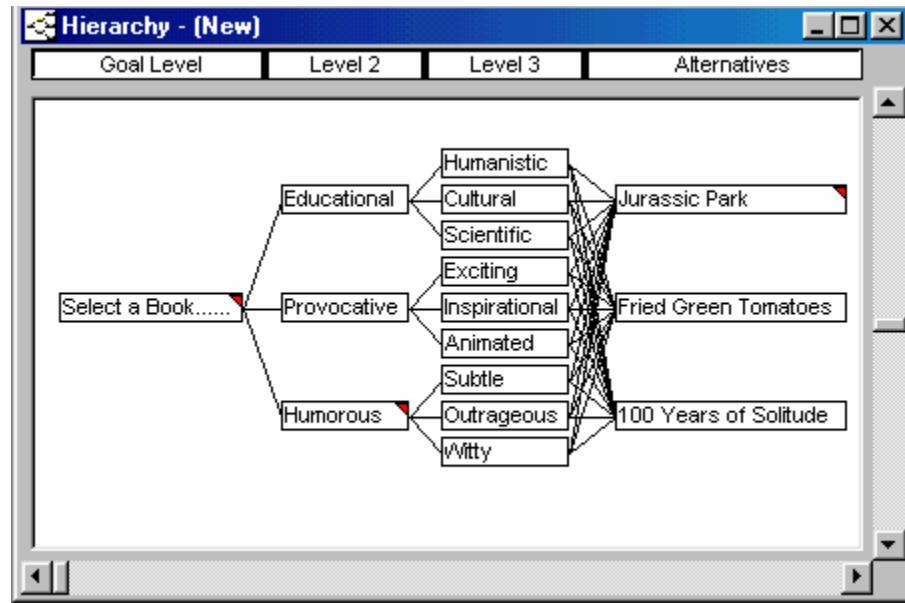 Hierarchy - (New)
Goal Level
Level 2
Level 3
Alternatives
Humanistic
Educational
Cultural
Jurassic Park
Scientific
Exciting
Select a Book......
Provocative
Inspirational
Fried Green Tomatoes
Animated
Subtle
Humorous
Outrageous
100 Years of Solitude
Witty